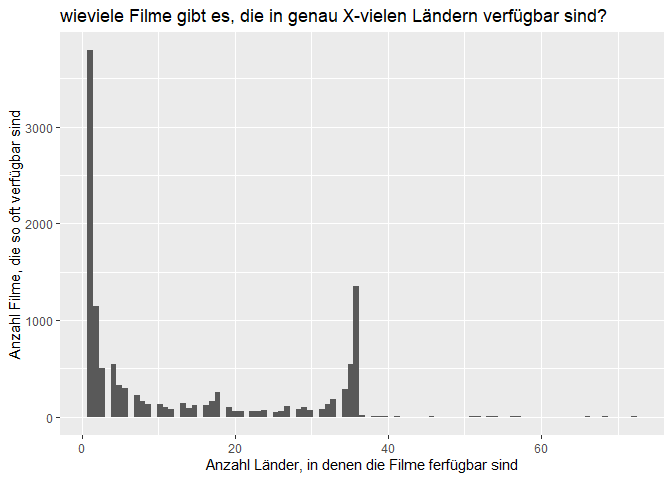 wieviele Filme gibt es, die in genau X-vielen Ländern verfügbar sind?
Anzahl Filme, die so oft verfügbar sind
3000
2000
1000
0
0 20 40 60
Anzahl Länder, in denen die Filme ferfügbar sind